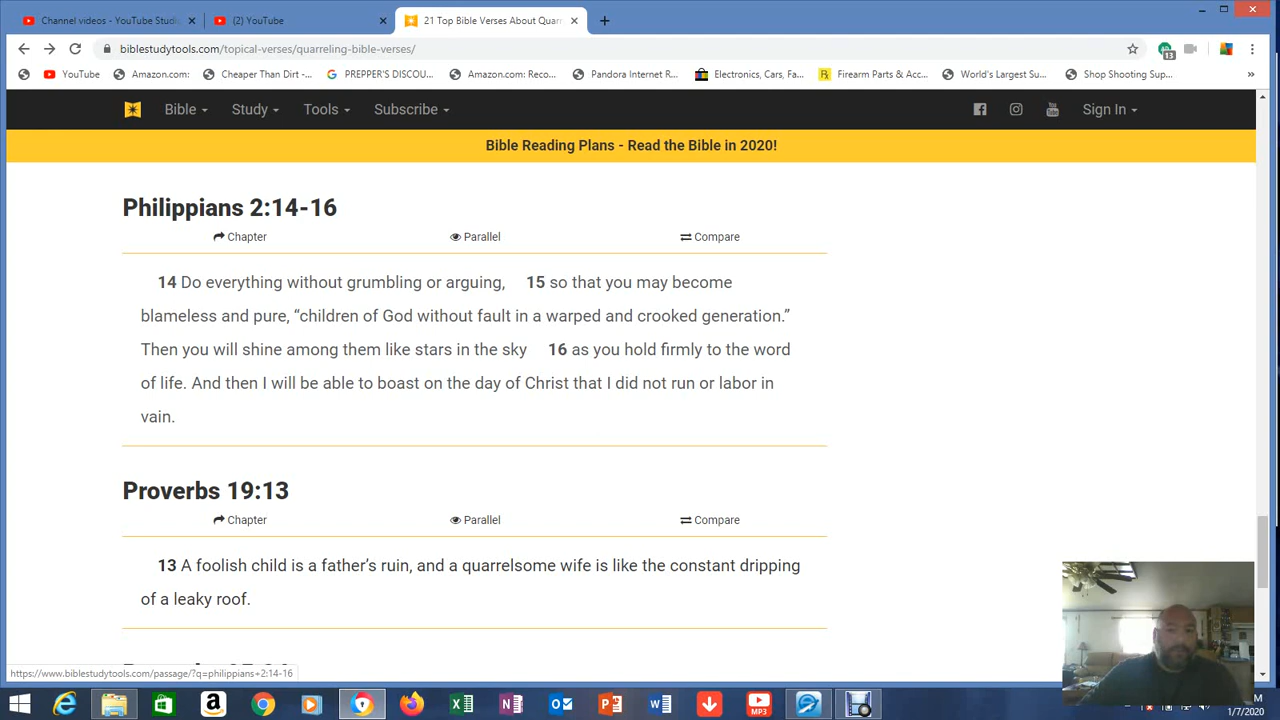 Channel videos - YouTube Studi
(2) YouTube
21 Top Bible Verses About Quarr
biblestudytools.com/topical-verses/quarreling-bible-verses/
13
YouTube
Amazon.com:
Cheaper Than Dirt -...
PREPPER'S DISCOU...
Amazon.com: Reco...
Pandora Internet R...
Electronics, Cars, Fa...
Firearm Parts & Acc...
World's Largest Su...
Shop Shooting Sup...
Bible
Study
Tools
Subscribe
Sign In
Bible Reading Plans - Read the Bible in 2020!
Philippians 2:14-16
Chapter
Parallel
Compare
14 Do everything without grumbling or arguing, 15 so that you may become
blameless and pure, “children of God without fault in a warped and crooked generation.”
Then you will shine among them like stars in the sky 16 as you hold firmly to the word
of life. And then I will be able to boast on the day of Christ that I did not run or labor in
vain.
Proverbs 19:13
Chapter
Parallel
Compare
13 A foolish child is a father’s ruin, and a quarrelsome wife is like the constant dripping
of a leaky roof.
https://www.biblestudytools.com/passage/?q=philippians+2:14-16
MP3
M
1/7/2020